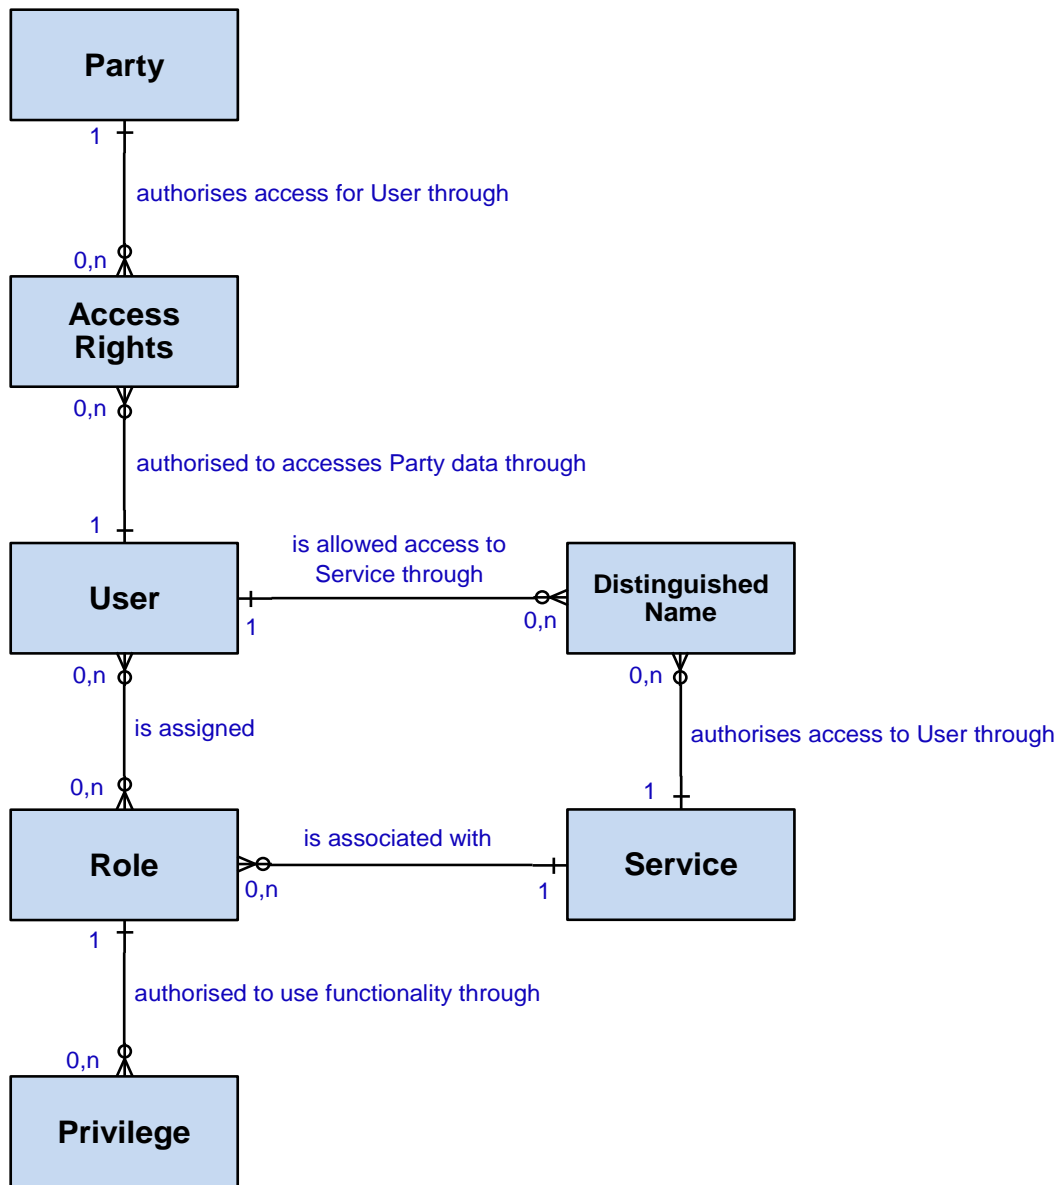 Party
1
authorises access for User through
0,n
Access
Rights
0,n
authorised to accesses Party data through
1
User
is allowed access to
Service through
1
0,n
Distinguished
Name
0,n
is assigned
0,n
0,n
authorises access to User through
1
Role
is associated with
0,n
1
Service
1
authorised to use functionality through
0,n
Privilege